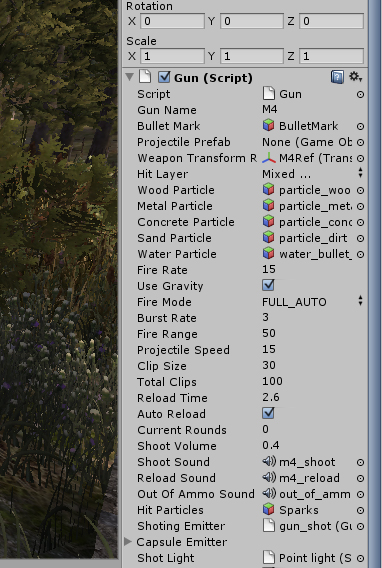 Rotation
X 0 Y 0 Z 0
Scale
X 1 Y 1 Z 1
Gun (Script)
Script Gun
Gun Name M4
Bullet Mark BulletMark
Projectile Prefab None (Game Ob
Weapon Transform R M4Ref (Trans
Hit Layer Mixed ...
Wood Particle particle_woo
Metal Particle particle_meta
Concrete Particle particle_conc
Sand Particle particle_dirt
Water Particle water_bullet_
Fire Rate 15
Use Gravity
Fire Mode FULL_AUTO
Burst Rate 3
Fire Range 50
Projectile Speed 15
Clip Size 30
Total Clips 100
Reload Time 2.6
Auto Reload
Current Rounds 0
Shoot Volume 0.4
Shoot Sound m4_shoot
Reload Sound m4_reload
Out Of Ammo Sound out_of_amm
Hit Particles Sparks
Shoting Emitter gun_shot (Gu
Capsule Emitter
Shot Light Point light (S